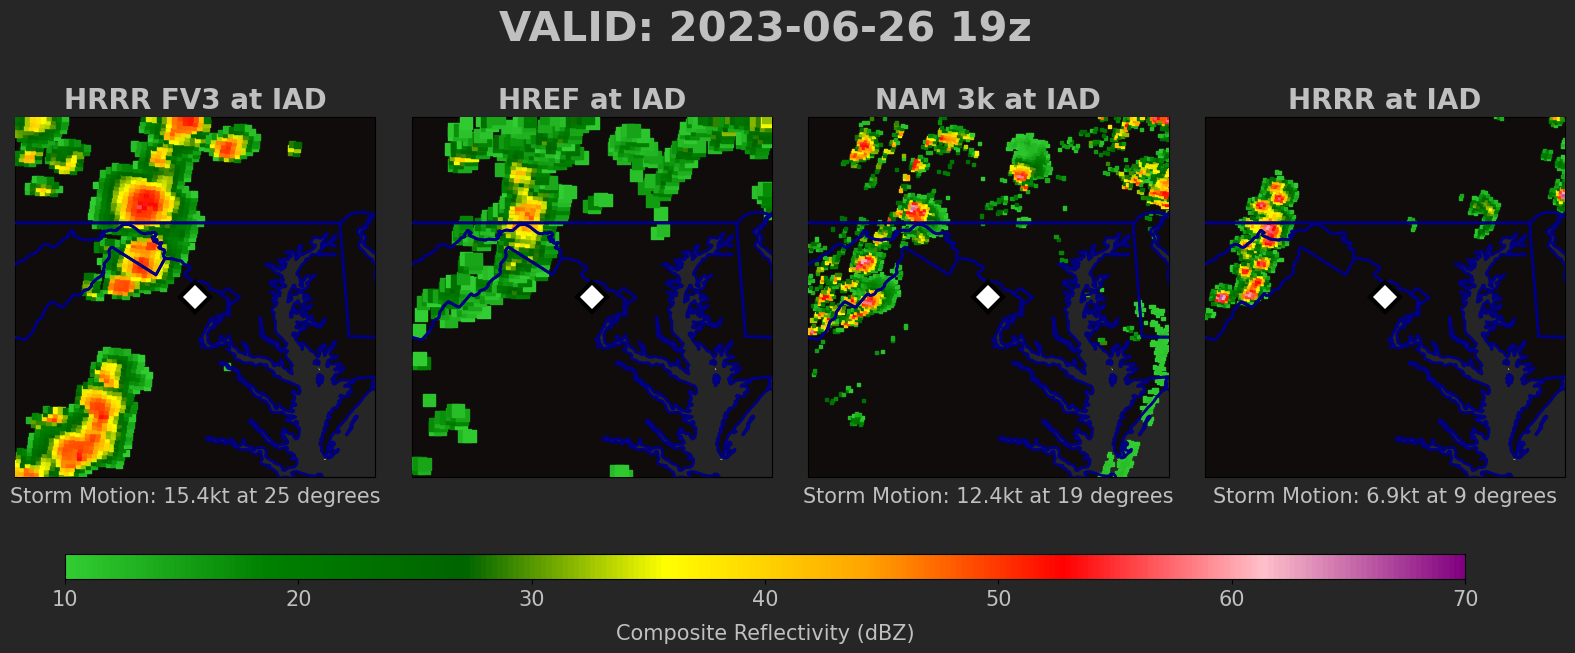 VALID: 2023-06-26 19z
HRRR FV3 at IAD
HREF at IAD
NAM 3k at IAD
HRRR at IAD
Storm Motion: 15.4kt at 25 degrees
Storm Motion: 12.4kt at 19 degrees
Storm Motion: 6.9kt at 9 degrees
10 20 30 40 50 60 70
Composite Reflectivity (dBZ)